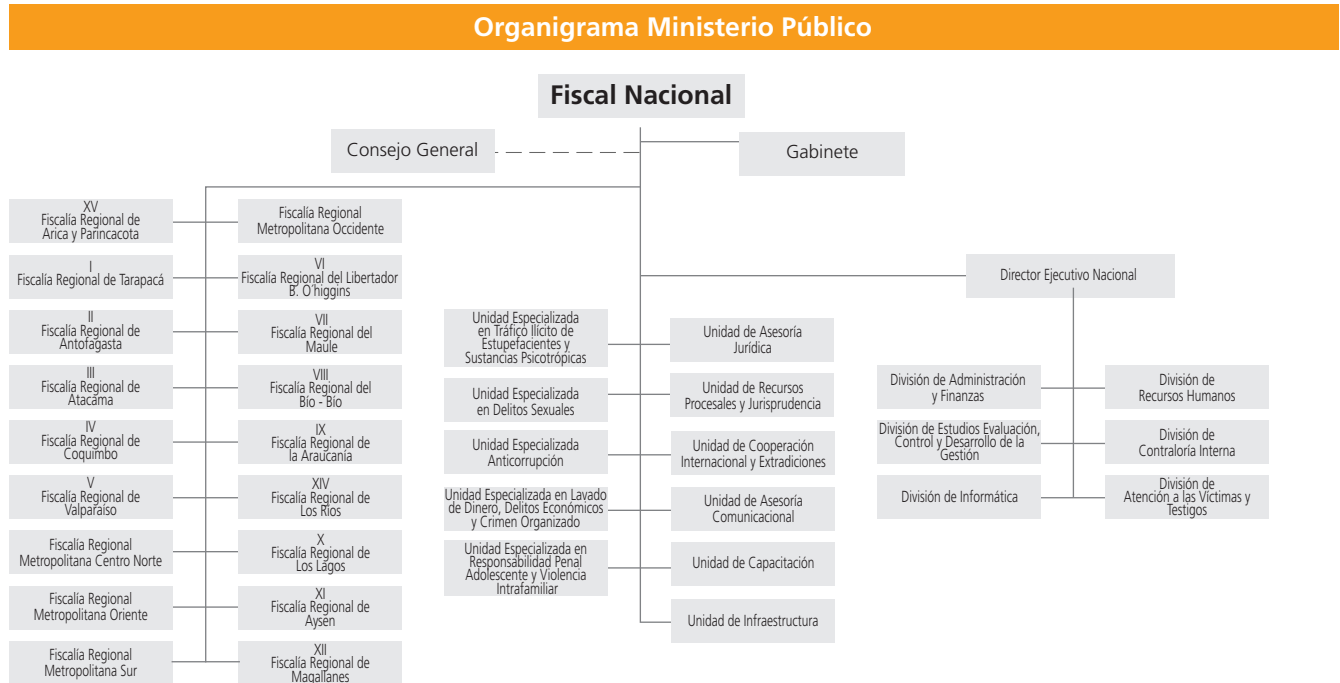 Organigrama Ministerio Público
Fiscal Nacional
Consejo General
Gabinete
XV
Fiscalía Regional de
Arica y Parincacota
Fiscalía Regional
Metropolitana Occidente
I
Fiscalía Regional de Tarapacá
VI
Fiscalía Regional del Libertador
B. O´higgins
II
Fiscalía Regional de
Antofagasta
VII
Fiscalía Regional del
Maule
III
Fiscalía Regional de
Atacama
VIII
Fiscalía Regional del
Bío - Bío
IV
Fiscalía Regional de
Coquimbo
IX
Fiscalía Regional de
la Araucanía
V
Fiscalía Regional de
Valparaíso
XIV
Fiscalía Regional de
Los Ríos
Fiscalía Regional
Metropolitana Centro Norte
X
Fiscalía Regional de
Los Lagos
Fiscalía Regional
Metropolitana Oriente
XI
Fiscalía Regional de
Aysén
Fiscalía Regional
Metropolitana Sur
XII
Fiscalía Regional de
Magallanes
Unidad Especializada
en Tráfico Ilícito de
Estupefacientes y
Sustancias Psicotrópicas
Unidad de Asesoría
Jurídica
Unidad Especializada
en Delitos Sexuales
Unidad de Recursos
Procesales y Jurisprudencia
Unidad Especializada
Anticorrupción
Unidad de Cooperación
Internacional y Extradiciones
Unidad Especializada en Lavado
de Dinero, Delitos Económicos
y Crimen Organizado
Unidad de Asesoría
Comunicacional
Unidad Especializada en
Responsabilidad Penal
Adolescente y Violencia
Intrafamiliar
Unidad de Capacitación
Unidad de Infraestructura
Director Ejecutivo Nacional
División de Administración
y Finanzas
División de
Recursos Humanos
División de Estudios Evaluación,
Control y Desarrollo de la
Gestión
División de
Contraloría Interna
División de Informática
División de
Atención a las Víctimas y
Testigos